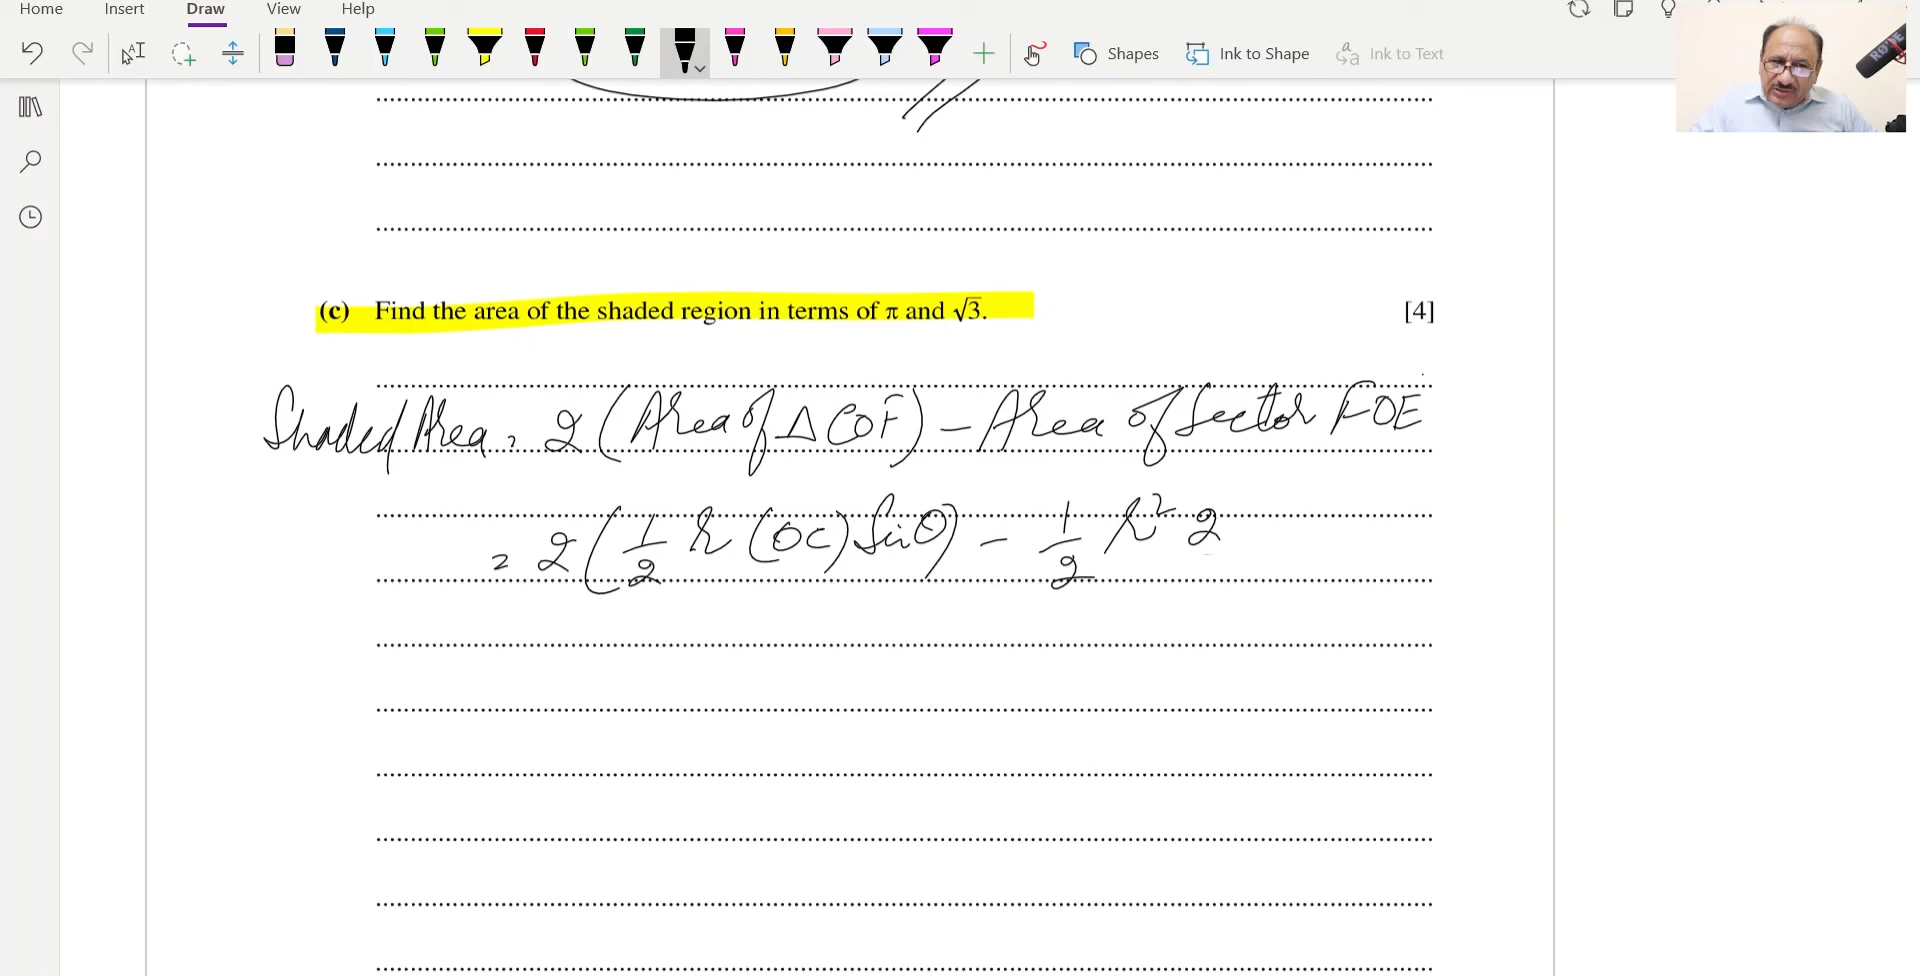 Home Insert Draw View Help
Shapes Ink to Shape Ink to Text
RØDE
(c) Find the area of the shaded region in terms of π and √3. [4]
Shaded Area = 2 (Area of Δ COF) – Area of Sector FOE
= 2 (1/2 r (OC) Sin θ) – 1/2 r² 2